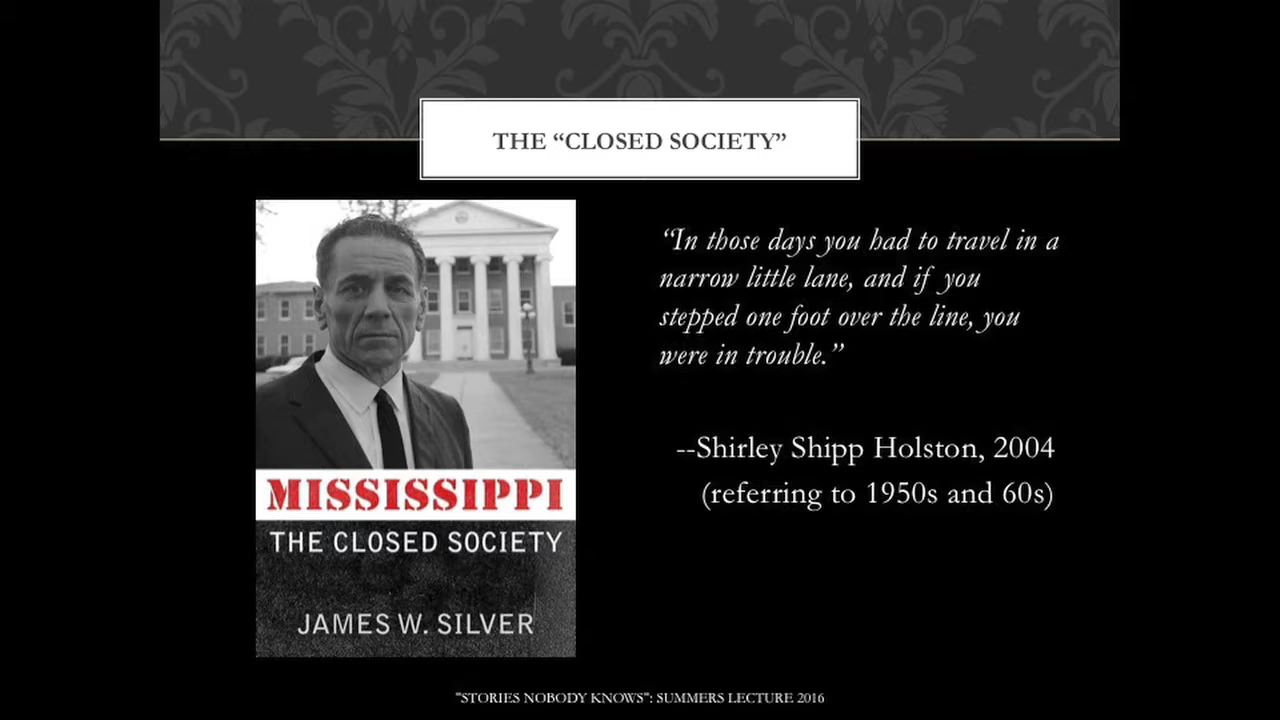 THE “CLOSED SOCIETY”
“In those days you had to travel in a
narrow little lane, and if you
stepped one foot over the line, you
were in trouble.”
--Shirley Shipp Holston, 2004
(referring to 1950s and 60s)
MISSISSIPPI
THE CLOSED SOCIETY
JAMES W. SILVER
"STORIES NOBODY KNOWS": SUMMERS LECTURE 2016